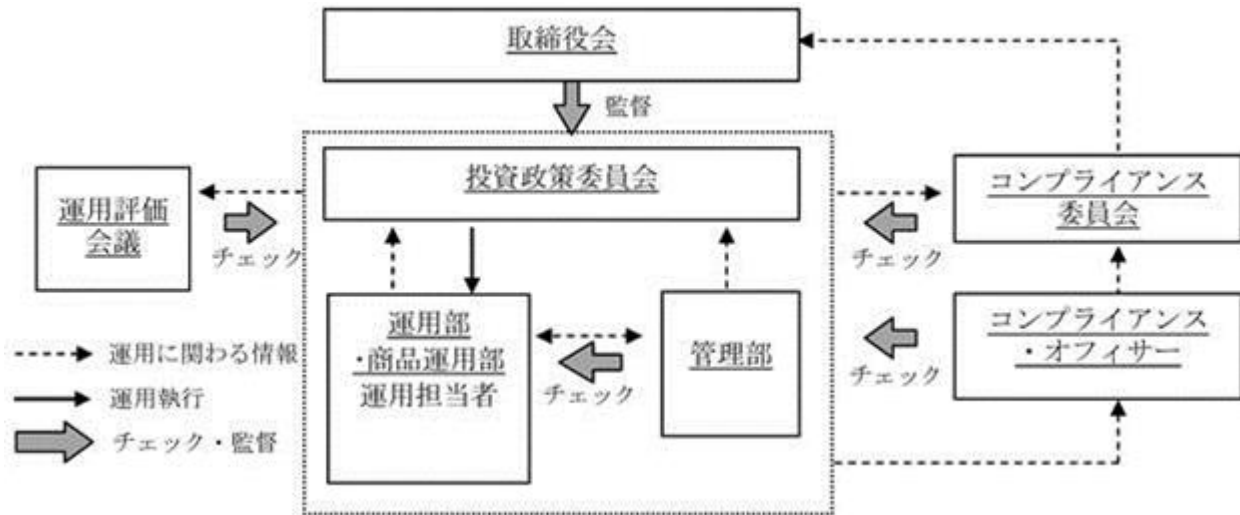 取締役会
監督
投資政策委員会
運用評価
会議
チェック
コンプライアンス
委員会
チェック
運用部
・商品運用部
運用担当者
チェック
管理部
コンプライアンス
・オフィサー
チェック
運用に関わる情報
運用執行
チェック・監督